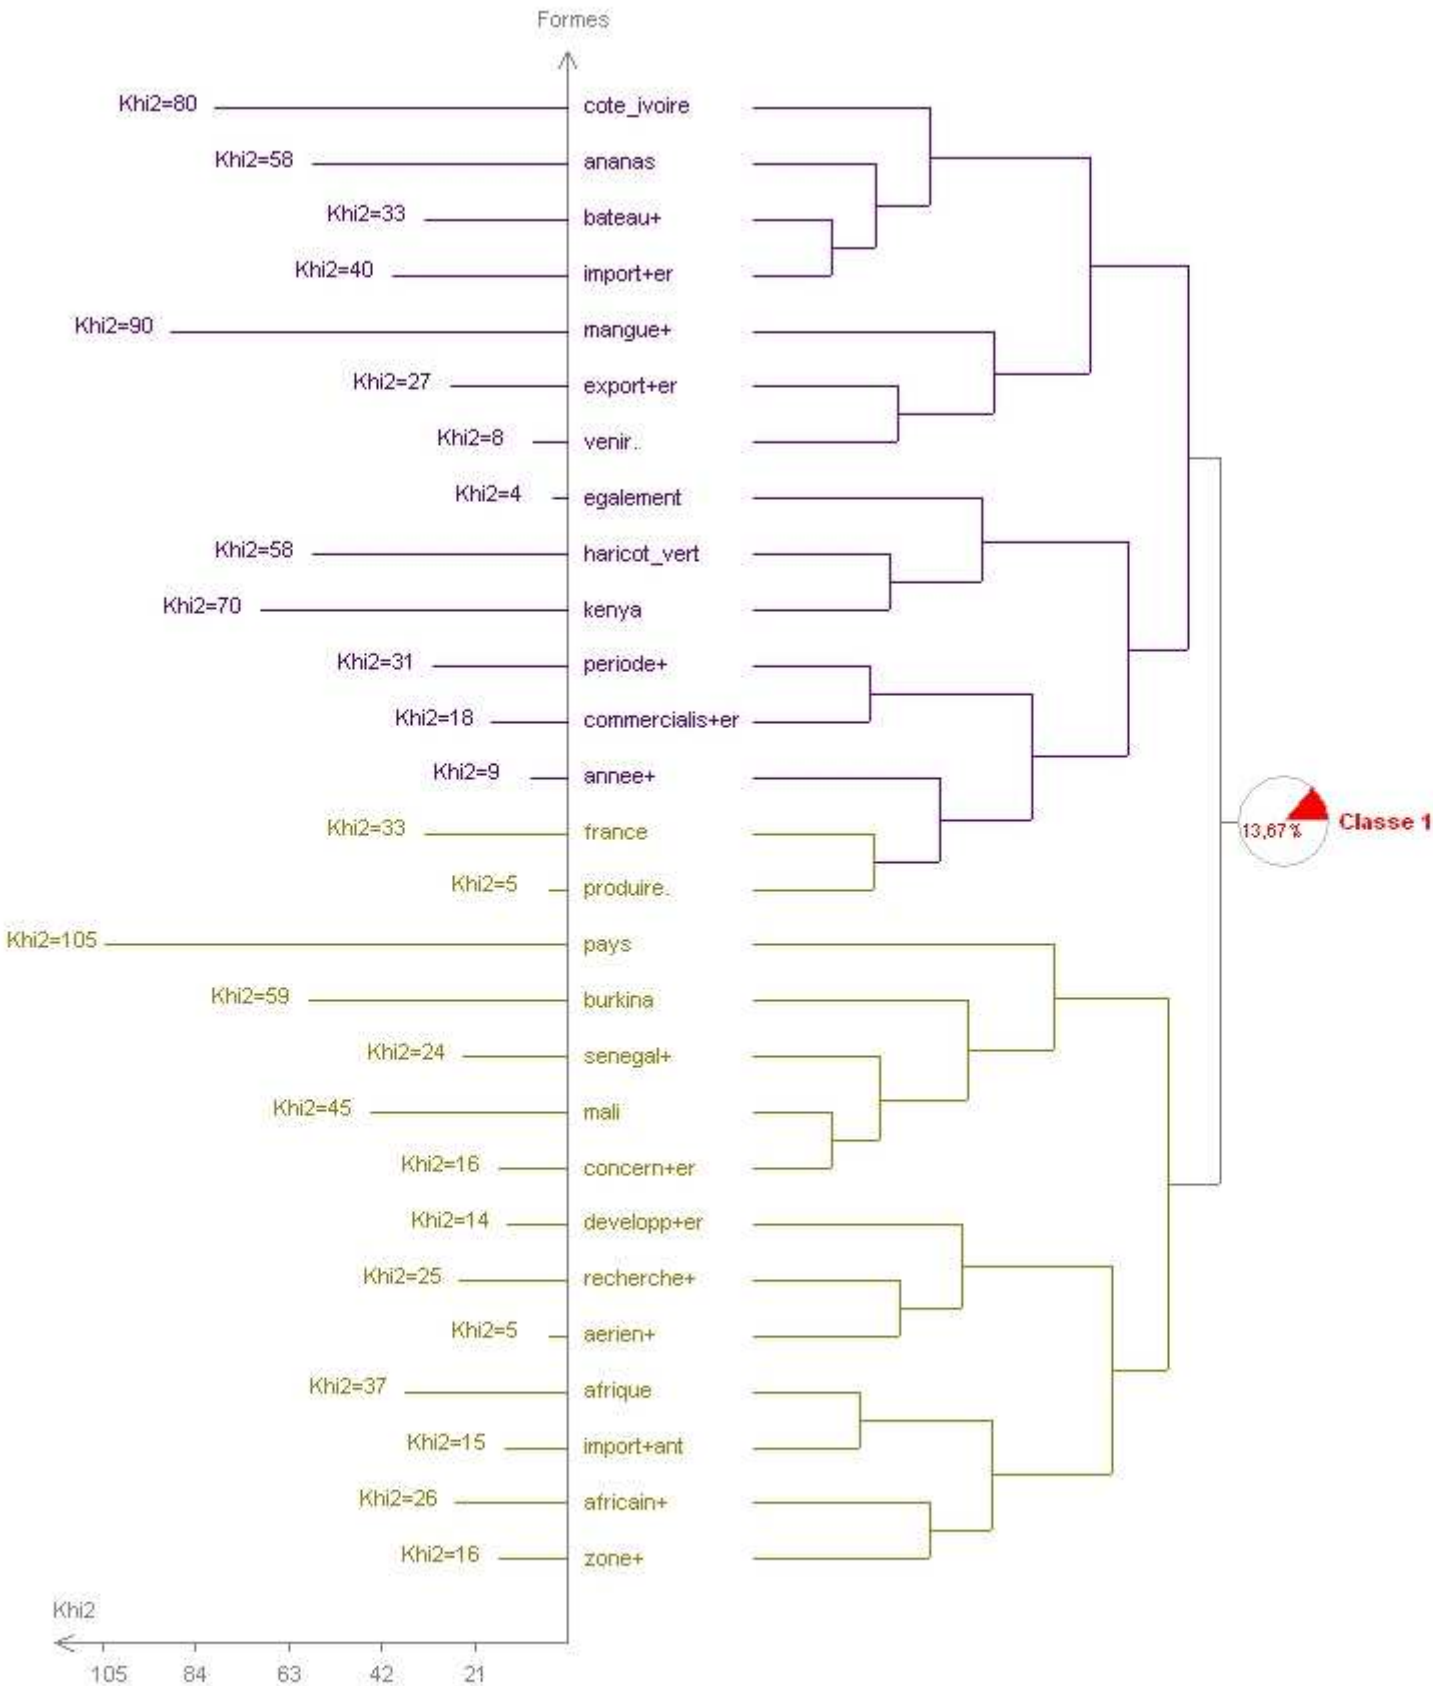 Formes
Khi2=80 cote_ivoire
Khi2=58 ananas
Khi2=33 bateau+
Khi2=40 import+er
Khi2=90 mangue+
Khi2=27 export+er
Khi2=8 venir.
Khi2=4 egalement
Khi2=58 haricot_vert
Khi2=70 kenya
Khi2=31 periode+
Khi2=18 commercialis+er
Khi2=9 annee+
13,67% Classe 1
Khi2=33 france
Khi2=5 produire.
Khi2=105 pays
Khi2=59 burkina
Khi2=24 senegal+
Khi2=45 mali
Khi2=16 concern+er
Khi2=14 developp+er
Khi2=25 recherche+
Khi2=5 aerien+
Khi2=37 afrique
Khi2=15 import+ant
Khi2=26 africain+
Khi2=16 zone+
Khi2
105 84 63 42 21